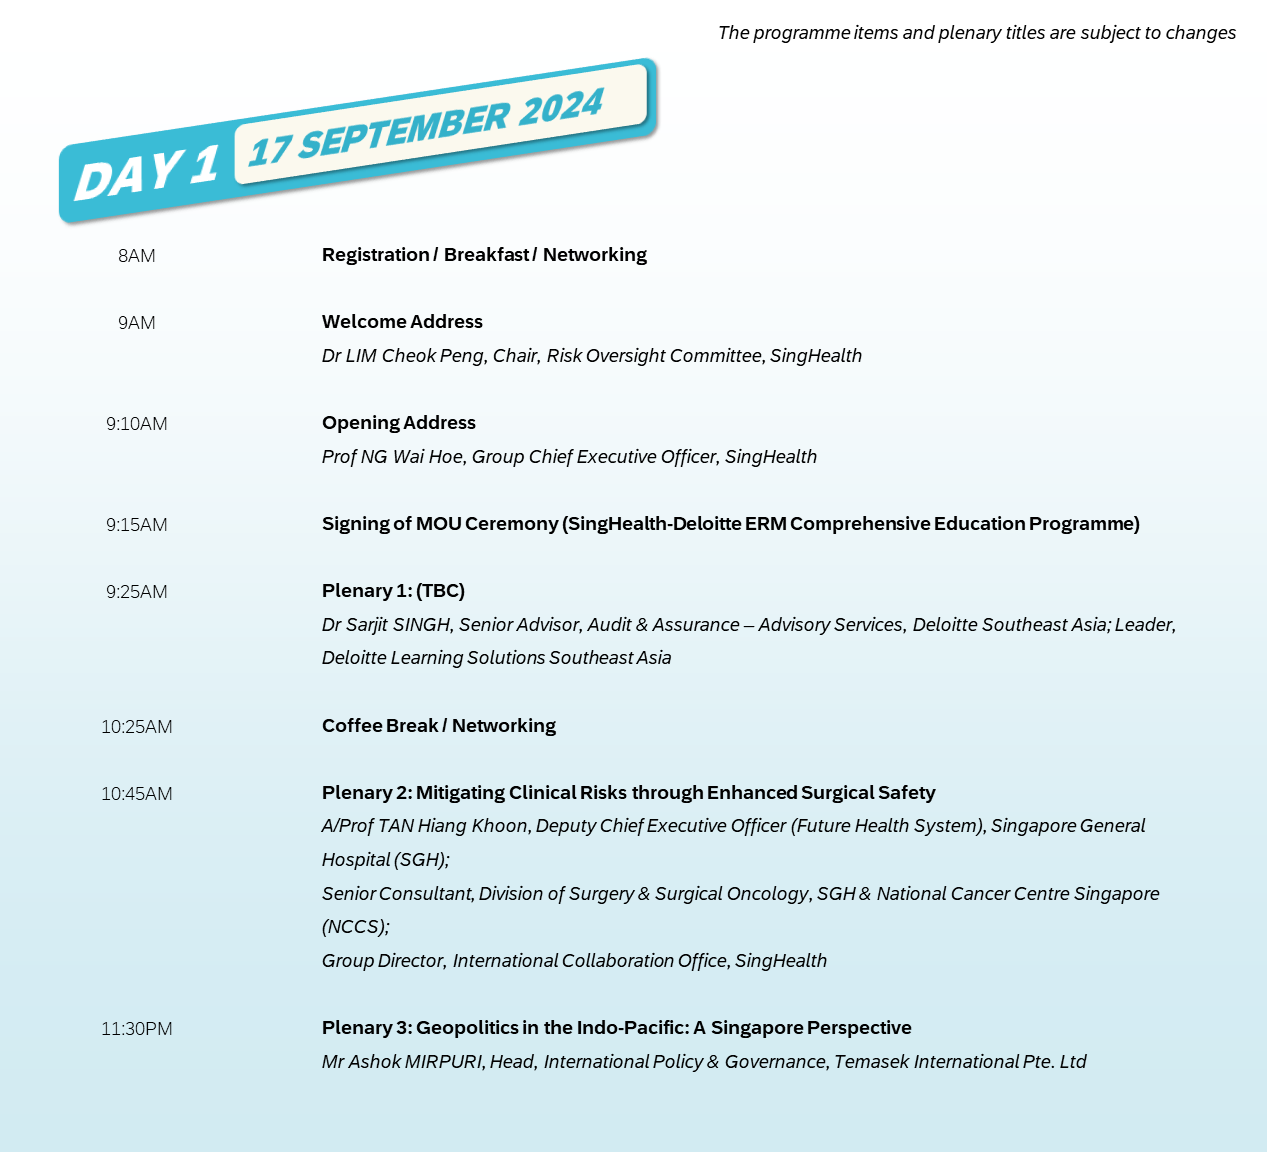 The programme items and plenary titles are subject to changes
DAY 1 17 SEPTEMBER 2024
8AM Registration / Breakfast / Networking
9AM Welcome Address
Dr LIM Cheok Peng, Chair, Risk Oversight Committee, SingHealth
9:10AM Opening Address
Prof NG Wai Hoe, Group Chief Executive Officer, SingHealth
9:15AM Signing of MOU Ceremony (SingHealth-Deloitte ERM Comprehensive Education Programme)
9:25AM Plenary 1: (TBC)
Dr Sarjit SINGH, Senior Advisor, Audit & Assurance – Advisory Services, Deloitte Southeast Asia; Leader,
Deloitte Learning Solutions Southeast Asia
10:25AM Coffee Break / Networking
10:45AM Plenary 2: Mitigating Clinical Risks through Enhanced Surgical Safety
A/Prof TAN Hiang Khoon, Deputy Chief Executive Officer (Future Health System), Singapore General
Hospital (SGH);
Senior Consultant, Division of Surgery & Surgical Oncology, SGH & National Cancer Centre Singapore
(NCCS);
Group Director, International Collaboration Office, SingHealth
11:30PM Plenary 3: Geopolitics in the Indo-Pacific: A Singapore Perspective
Mr Ashok MIRPURI, Head, International Policy & Governance, Temasek International Pte. Ltd